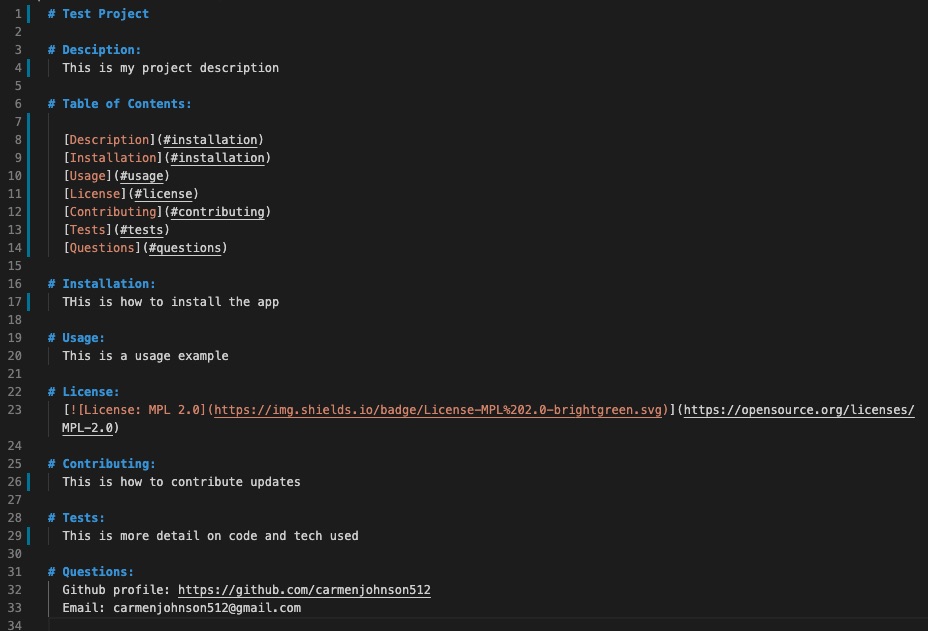 1 # Test Project
2
3 # Desciption:
4 This is my project description
5
6 # Table of Contents:
7
8 [Description](#installation)
9 [Installation](#installation)
10 [Usage](#usage)
11 [License](#license)
12 [Contributing](#contributing)
13 [Tests](#tests)
14 [Questions](#questions)
15
16 # Installation:
17 THis is how to install the app
18
19 # Usage:
20 This is a usage example
21
22 # License:
23 [![License: MPL 2.0](https://img.shields.io/badge/License-MPL%202.0-brightgreen.svg)](https://opensource.org/licenses/
MPL-2.0)
24
25 # Contributing:
26 This is how to contribute updates
27
28 # Tests:
29 This is more detail on code and tech used
30
31 # Questions:
32 Github profile: https://github.com/carmenjohnson512
33 Email: carmenjohnson512@gmail.com
34